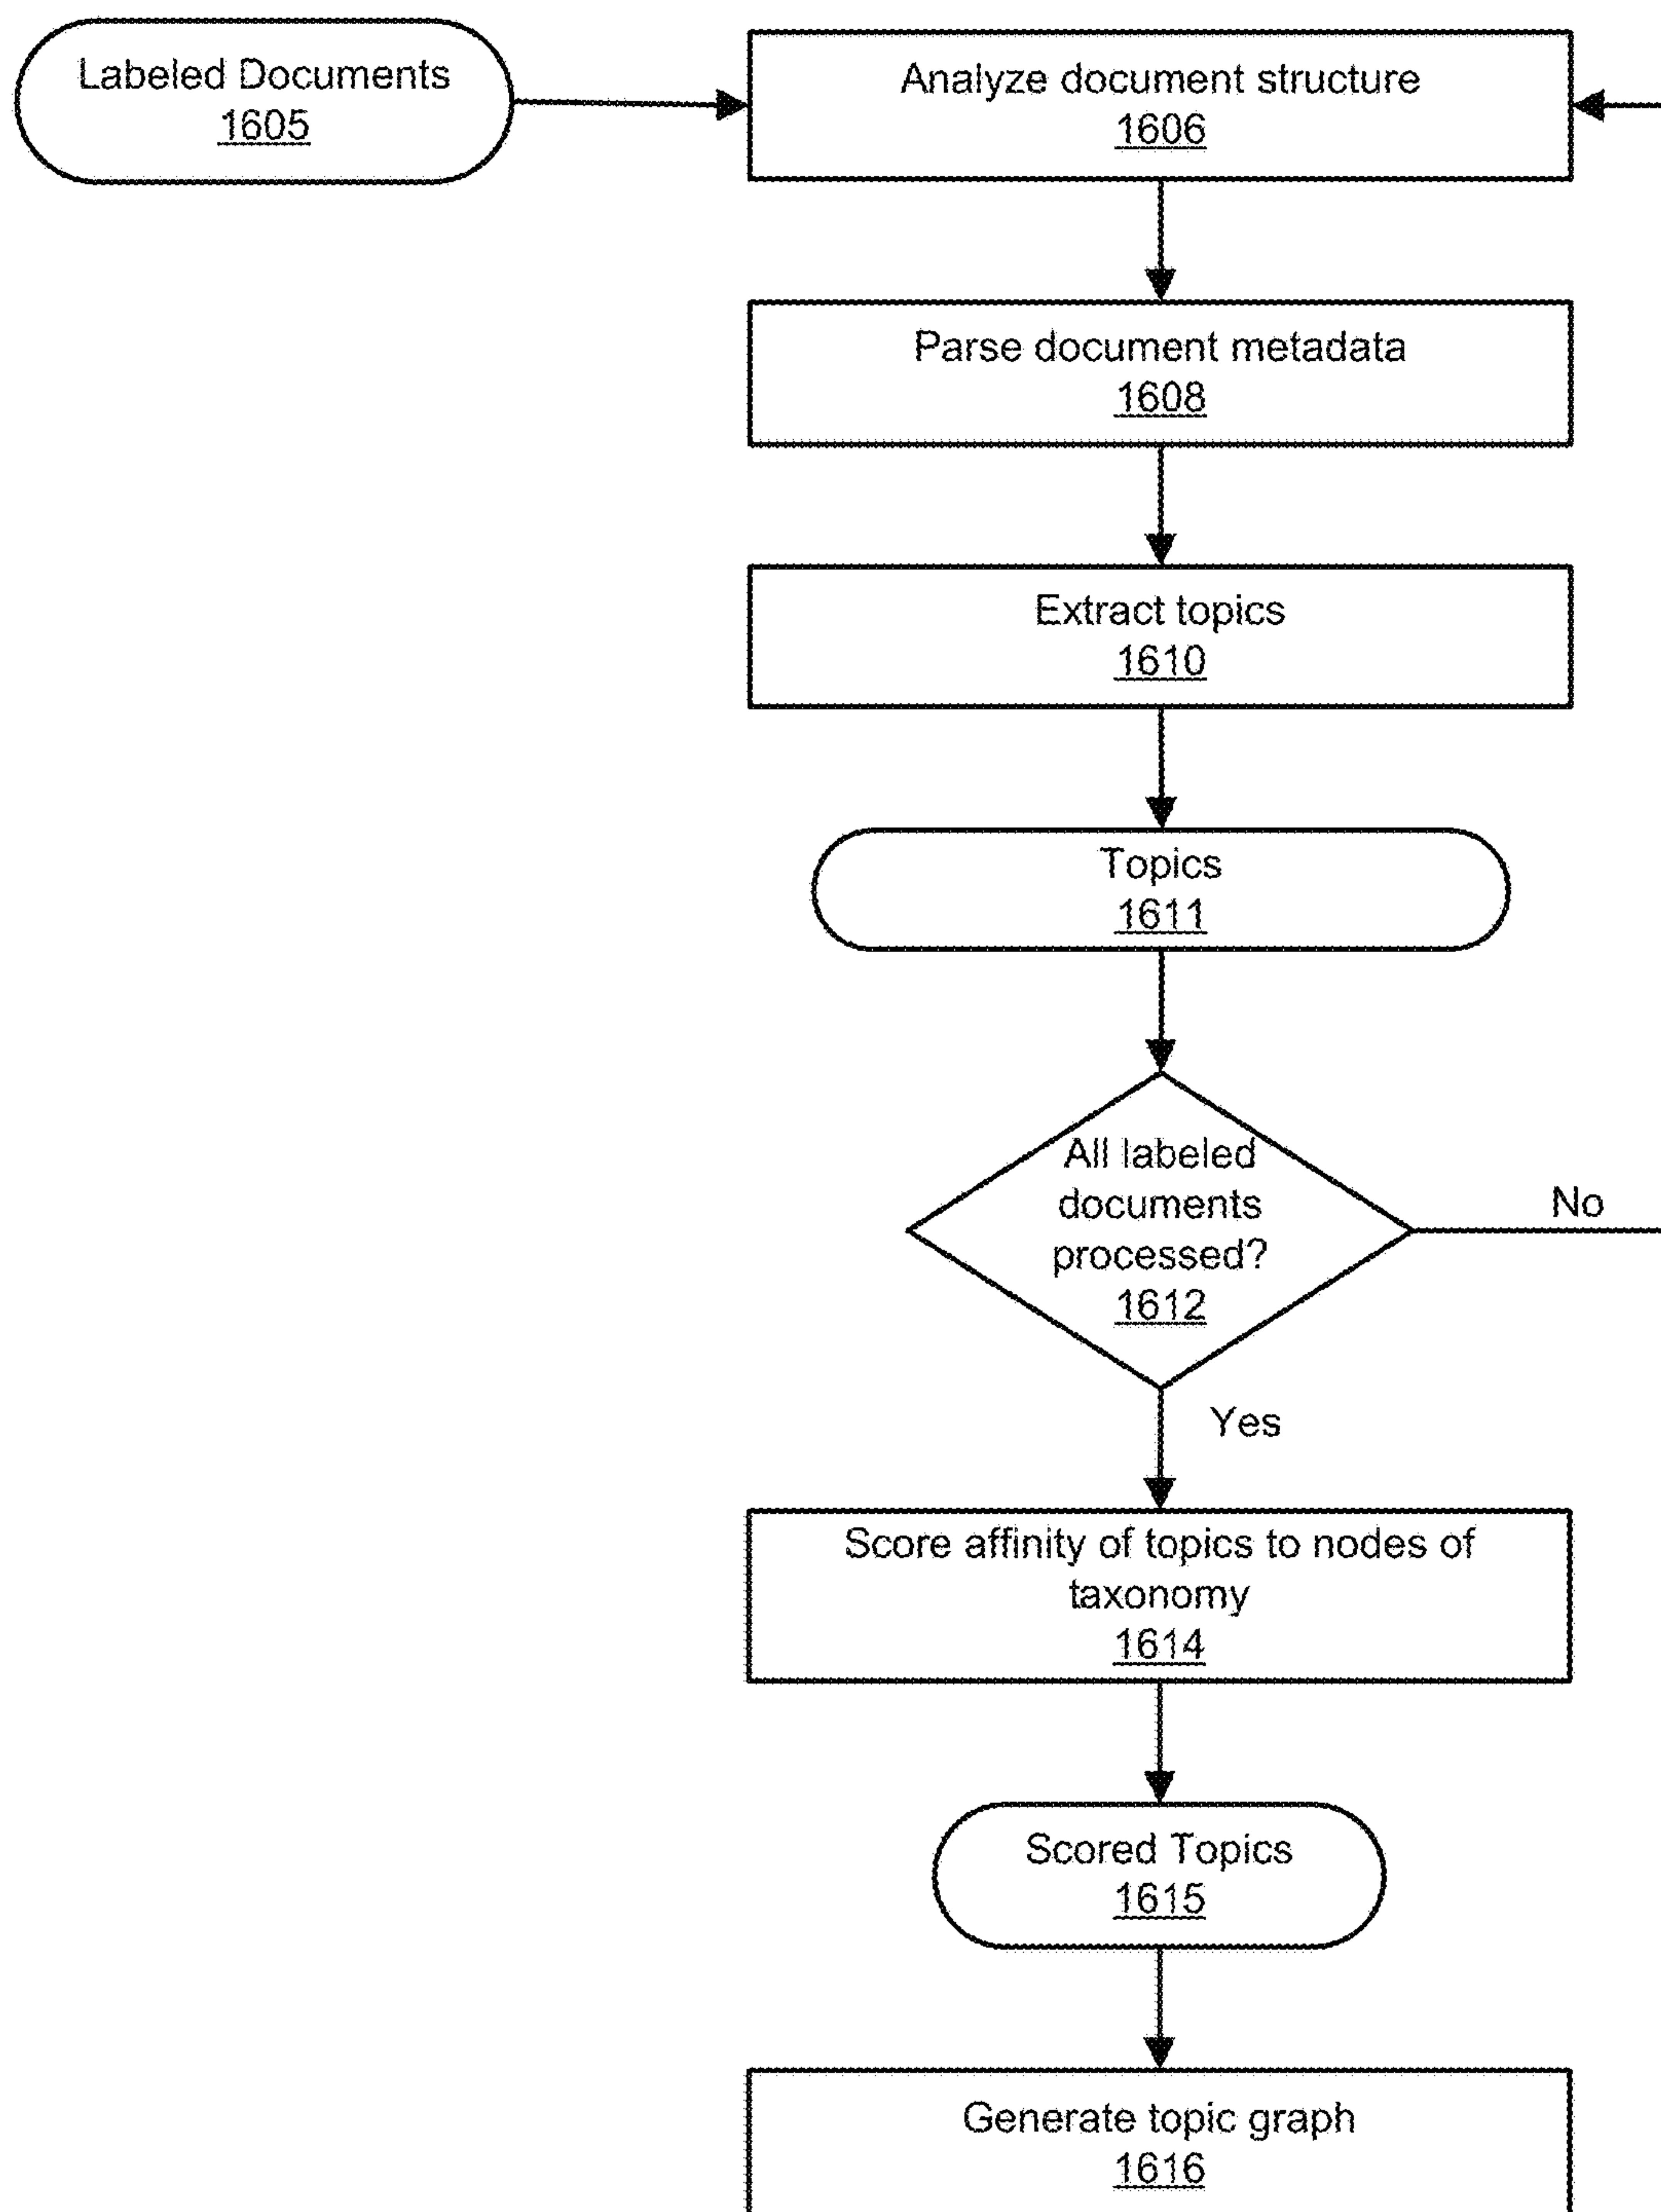 Labeled Documents
1605
Analyze document structure
1606
Parse document metadata
1608
Extract topics
1610
Topics
1611
All labeled
documents
processed?
1612
No
Yes
Score affinity of topics to nodes of
taxonomy
1614
Scored Topics
1615
Generate topic graph
1616